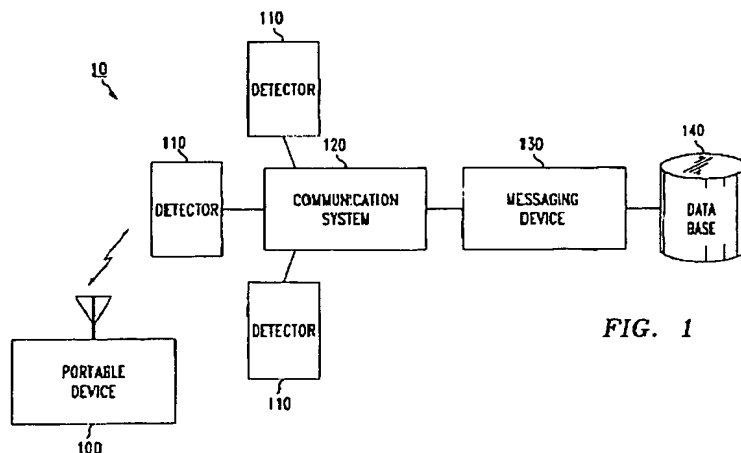 110
10
DETECTOR
110
120
130
140
DETECTOR
COMMUNICATION
SYSTEM
MESSAGING
DEVICE
DATA
BASE
DETECTOR
FIG. 1
PORTABLE
DEVICE
110
100